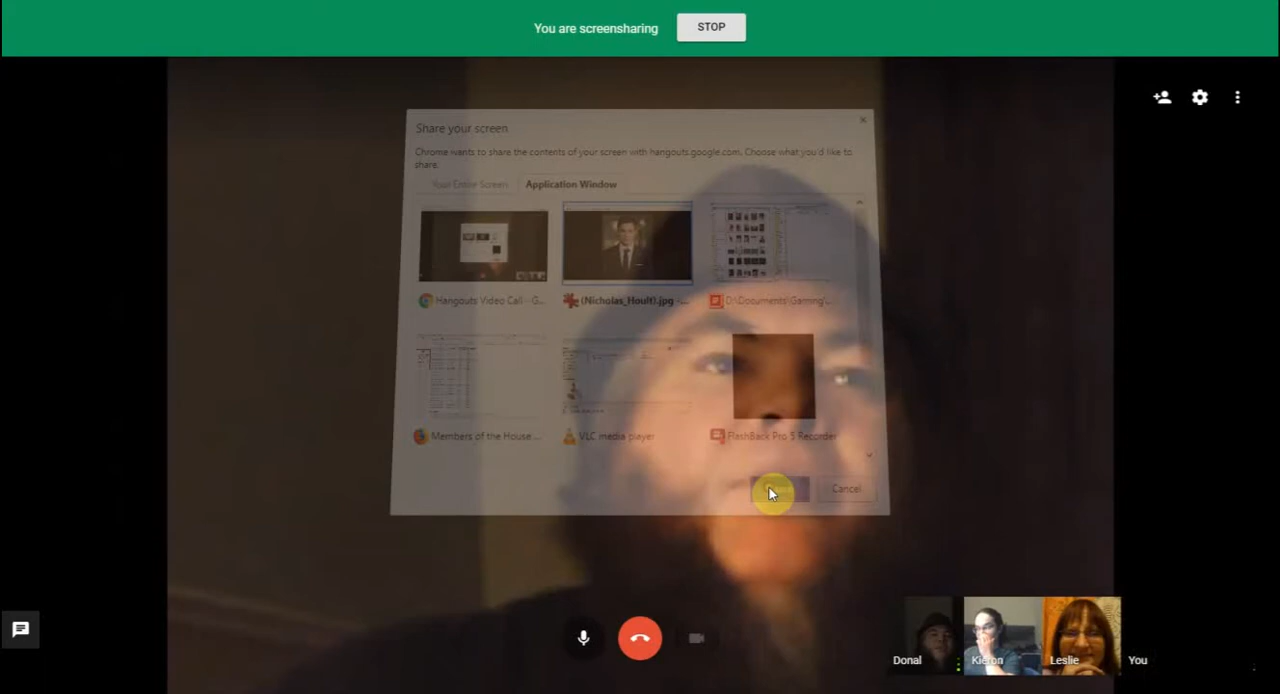 You are screensharing
STOP
Share your screen
Chrome wants to share the contents of your screen with hangouts.google.com. Choose what you'd like to
share.
Your Entire Screen
Application Window
Hangouts Video Call - G...
(Nicholas_Hoult).jpg -...
D:\Documents\Gaming\...
Members of the House ...
VLC media player
FlashBack Pro 5 Recorder
Cancel
Donal
Kieron
Leslie
You